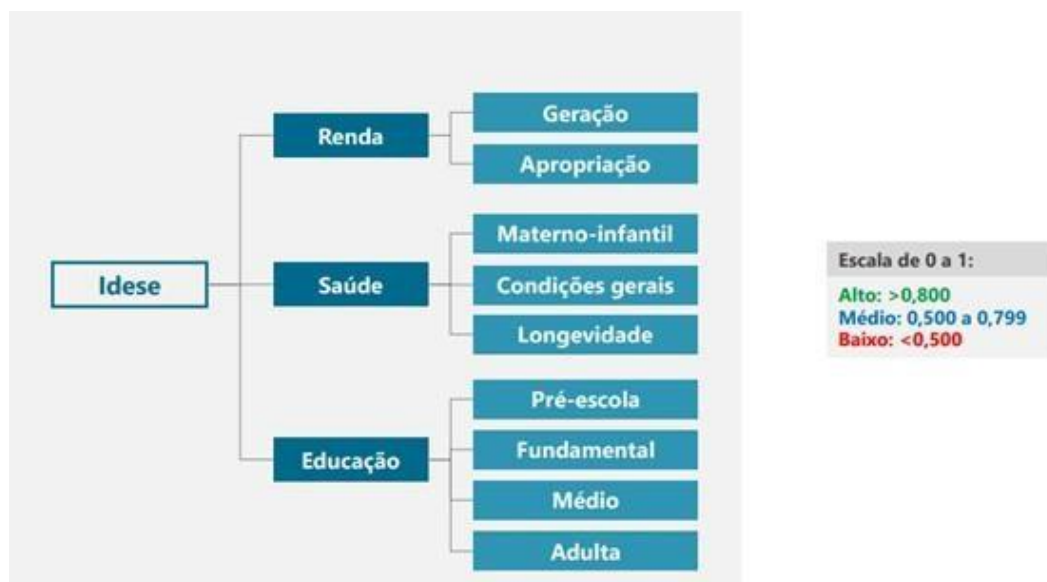 Idese
Renda
Geração
Apropriação
Saúde
Materno-infantil
Condições gerais
Longevidade
Educação
Pré-escola
Fundamental
Médio
Adulta
Escala de 0 a 1:
Alto: >0,800
Médio: 0,500 a 0,799
Baixo: <0,500